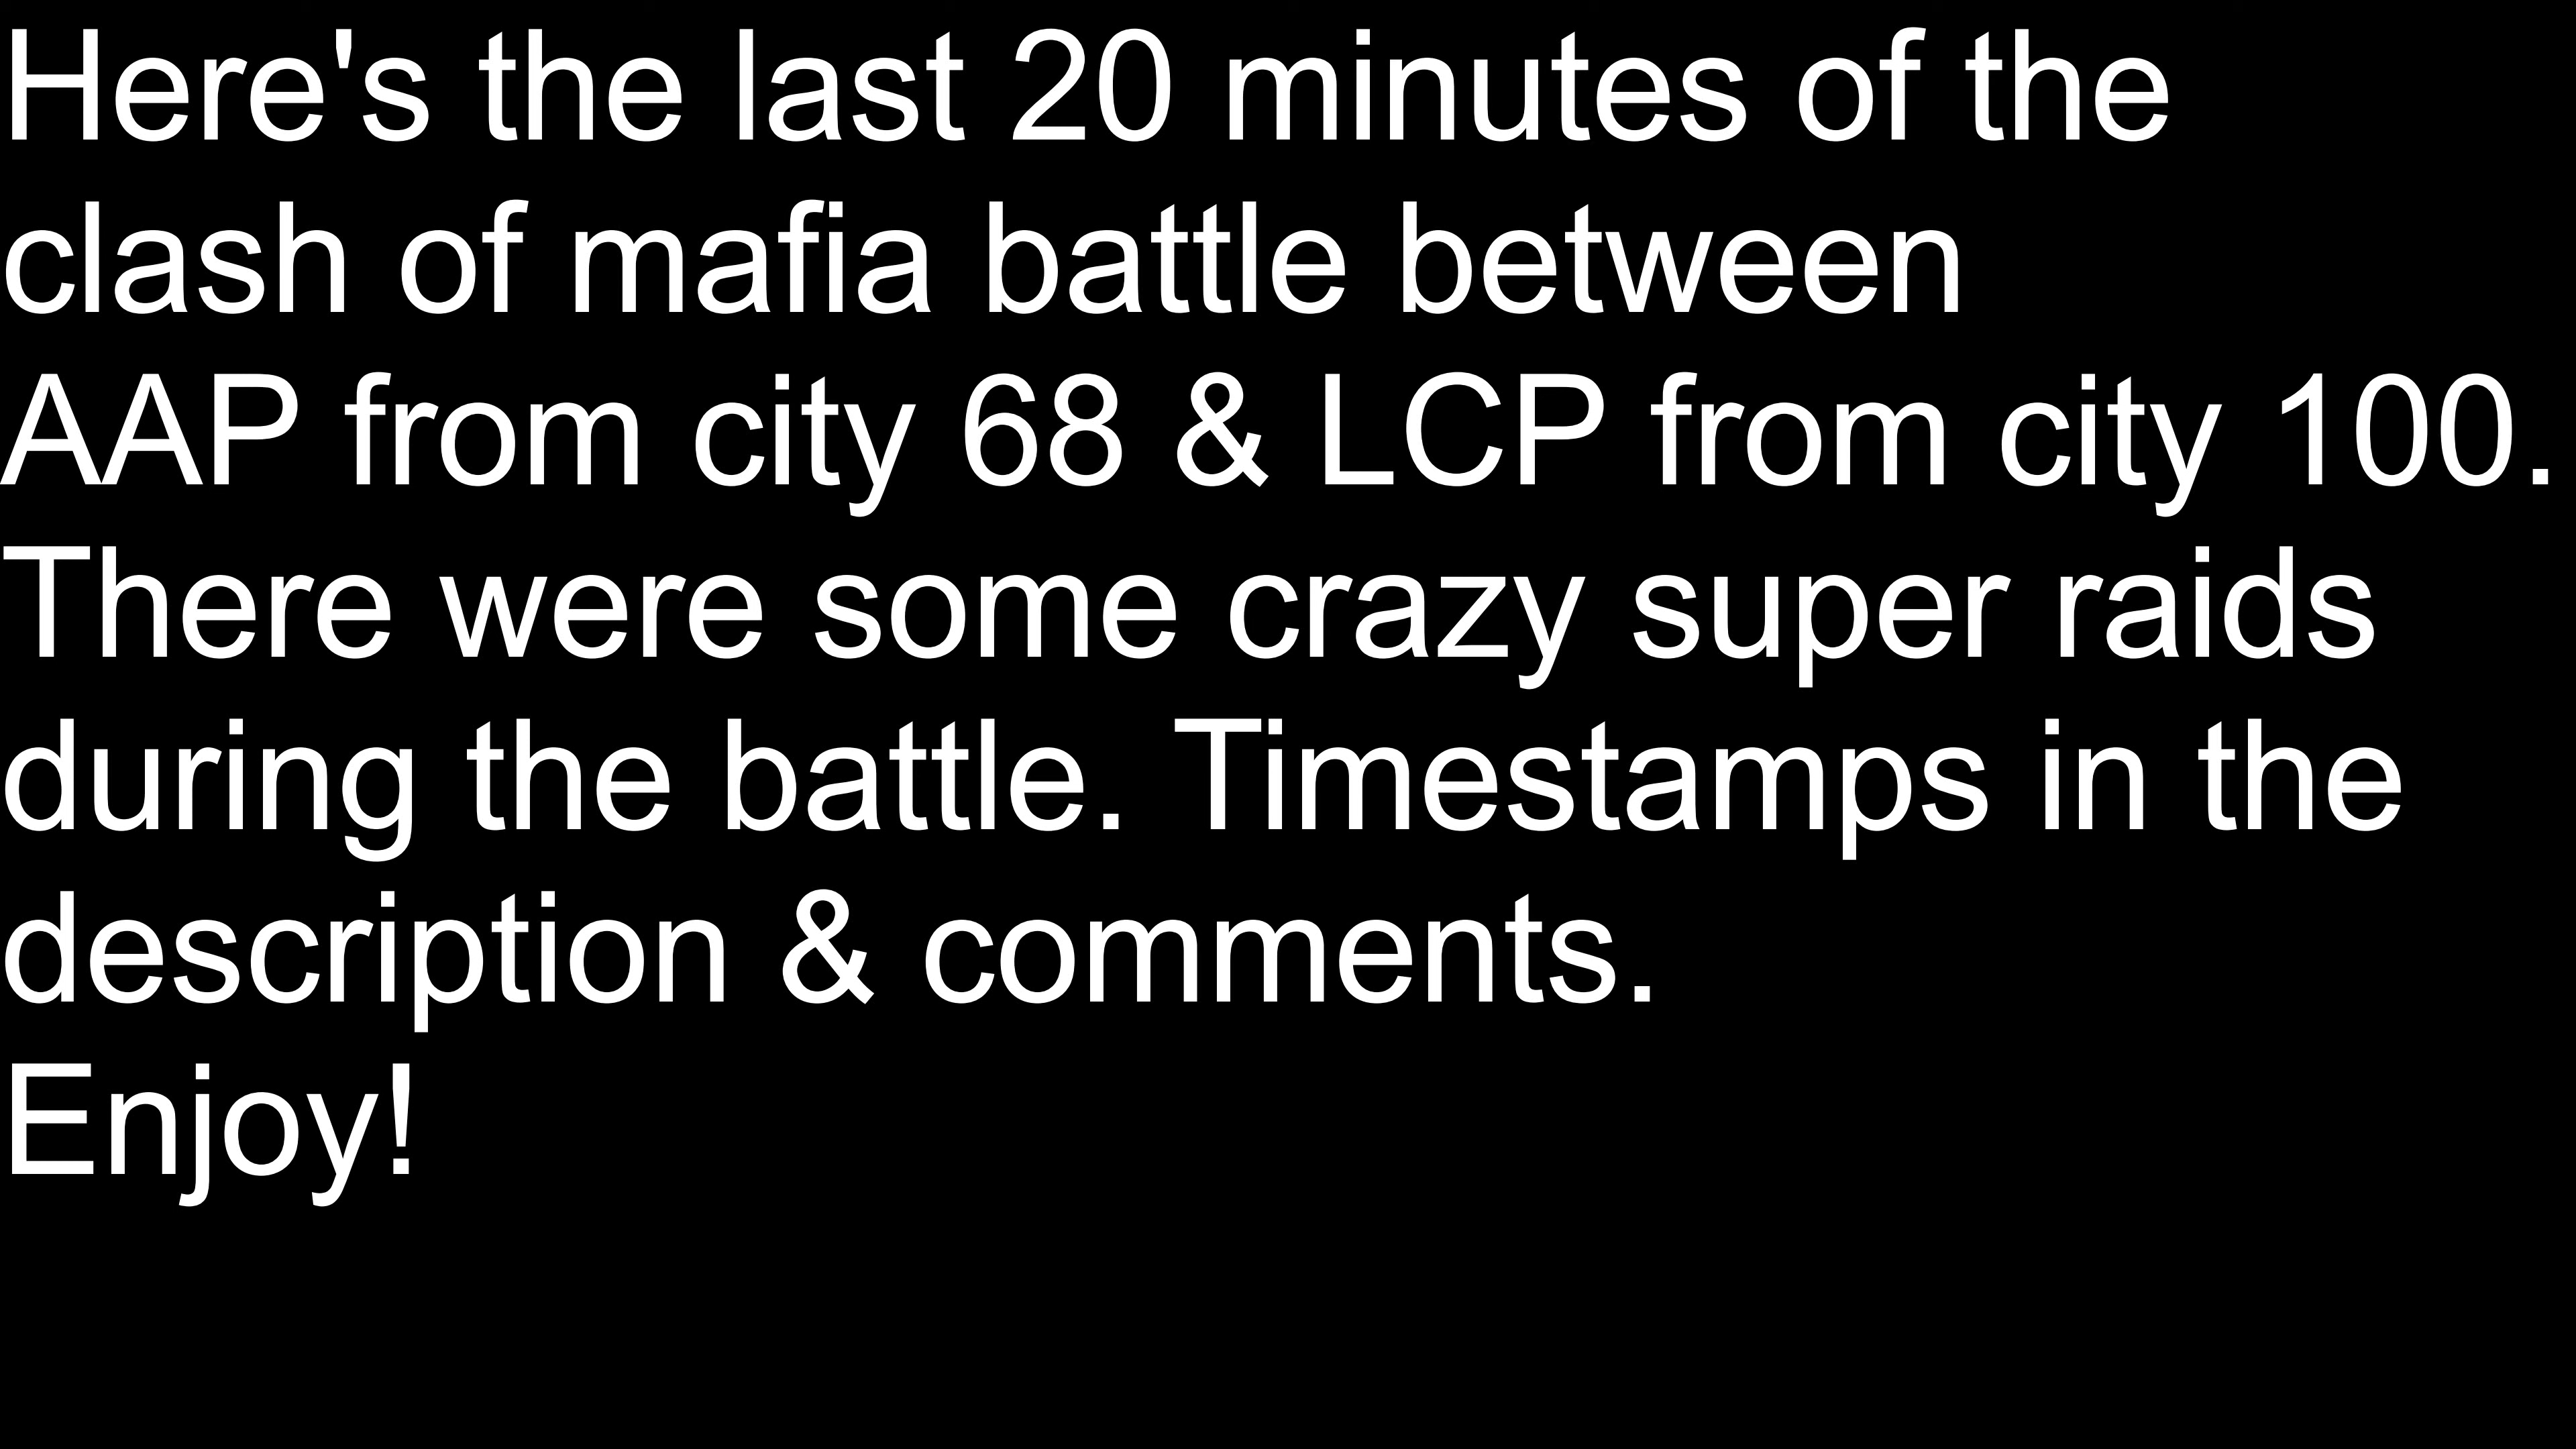 Here's the last 20 minutes of the
clash of mafia battle between
AAP from city 68 & LCP from city 100.
There were some crazy super raids
during the battle. Timestamps in the
description & comments.
Enjoy!